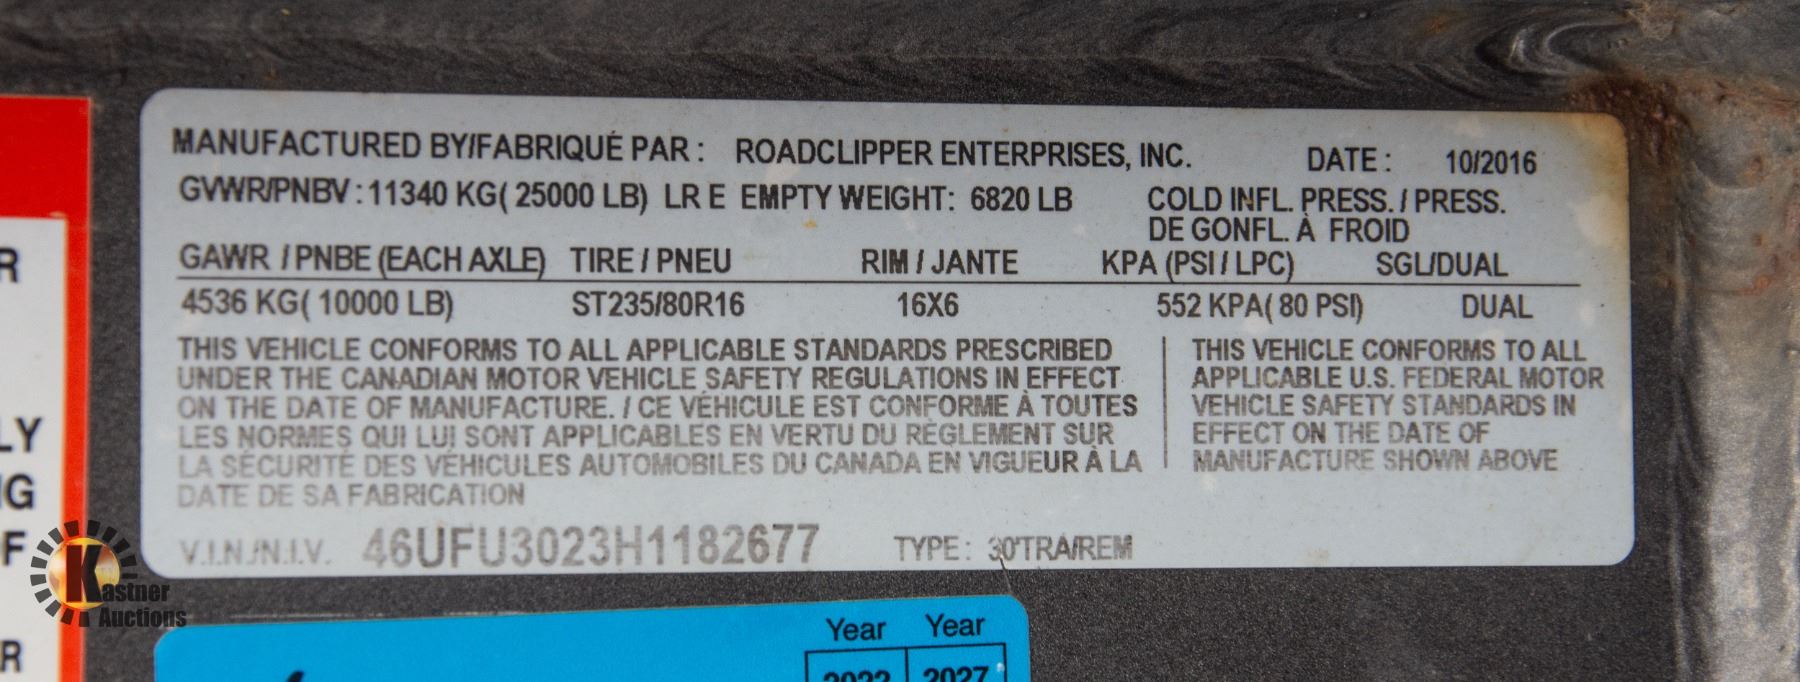 MANUFACTURED BY/FABRIQUÉ PAR : ROADCLIPPER ENTERPRISES, INC. DATE : 10/2016
GVWR/PNBV : 11340 KG( 25000 LB) LR E EMPTY WEIGHT: 6820 LB COLD INFL. PRESS. / PRESS.
DE GONFL. À FROID
GAWR / PNBE (EACH AXLE) TIRE / PNEU RIM / JANTE KPA (PSI / LPC) SGL/DUAL
4536 KG( 10000 LB) ST235/80R16 16X6 552 KPA( 80 PSI) DUAL
THIS VEHICLE CONFORMS TO ALL APPLICABLE STANDARDS PRESCRIBED
UNDER THE CANADIAN MOTOR VEHICLE SAFETY REGULATIONS IN EFFECT
ON THE DATE OF MANUFACTURE. / CE VÉHICULE EST CONFORME À TOUTES
LES NORMES QUI LUI SONT APPLICABLES EN VERTU DU RÈGLEMENT SUR
LA SÉCURITÉ DES VÉHICULES AUTOMOBILES DU CANADA EN VIGUEUR À LA
DATE DE SA FABRICATION
THIS VEHICLE CONFORMS TO ALL
APPLICABLE U.S. FEDERAL MOTOR
VEHICLE SAFETY STANDARDS IN
EFFECT ON THE DATE OF
MANUFACTURE SHOWN ABOVE
V.I.N./N.I.V. 46UFU3023H1182677 TYPE : 30'TRA/REM
R
LY
IG
F
R
Kastner
Auctions
Year Year
2022 2027